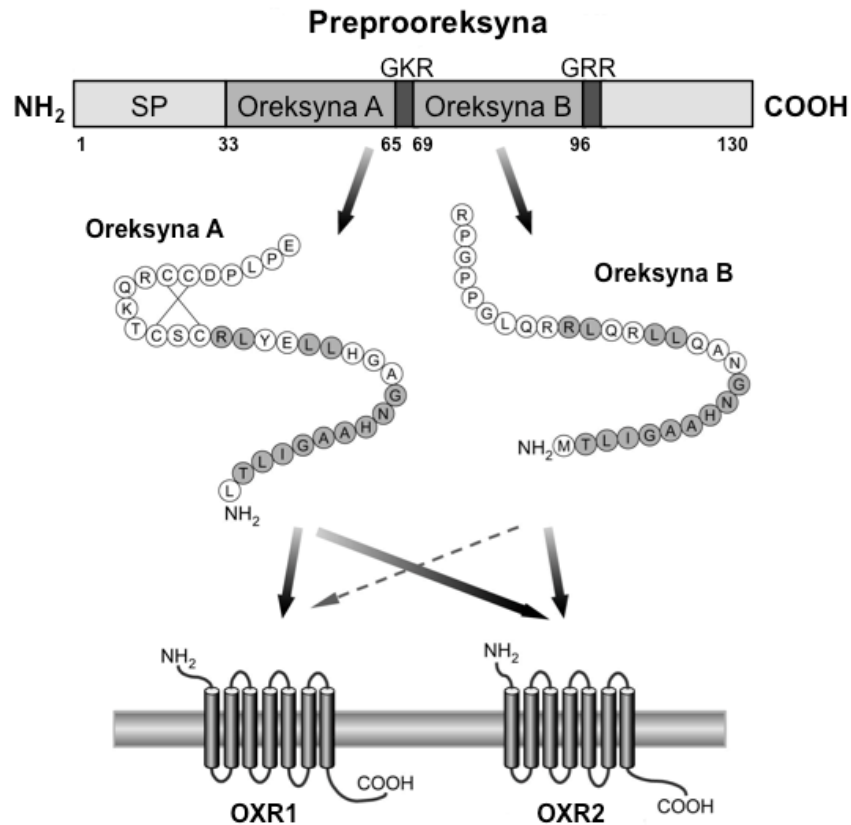 Preprooreksyna
GKR GRR
NH₂ SP Oreksyna A Oreksyna B COOH
1 33 65 69 96 130
Oreksyna A
E P L P D C C R Q K T C S C R L Y E L L H G A G N H A A G I L T L
NH₂
Oreksyna B
R P G P P G L Q R R L Q R L L Q A N G N H A A G I L T M
NH₂
NH₂
COOH
OXR1
NH₂
COOH
OXR2